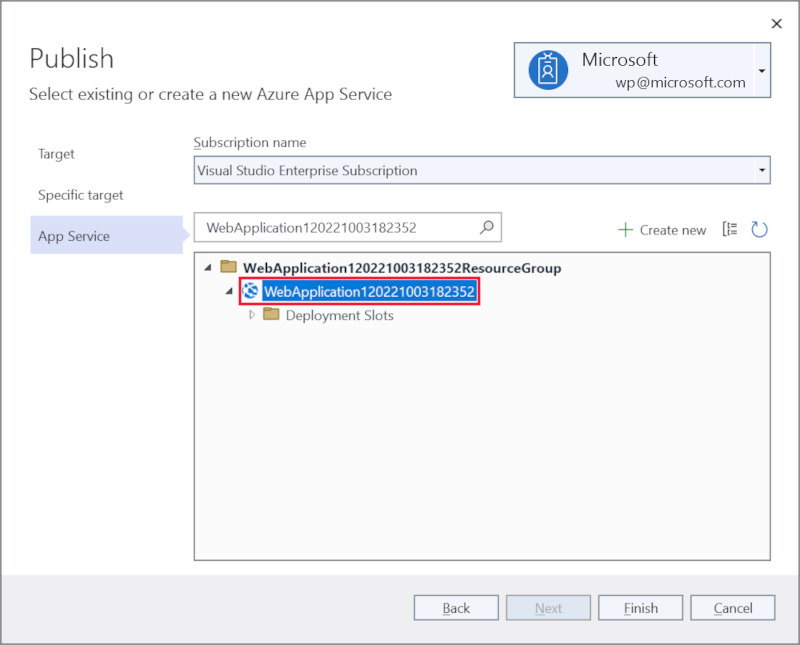 Publish
Select existing or create a new Azure App Service
Microsoft
wp@microsoft.com
Target
Specific target
App Service
Subscription name
Visual Studio Enterprise Subscription
WebApplication120221003182352
Create new
WebApplication120221003182352ResourceGroup
WebApplication120221003182352
Deployment Slots
Back
Next
Finish
Cancel